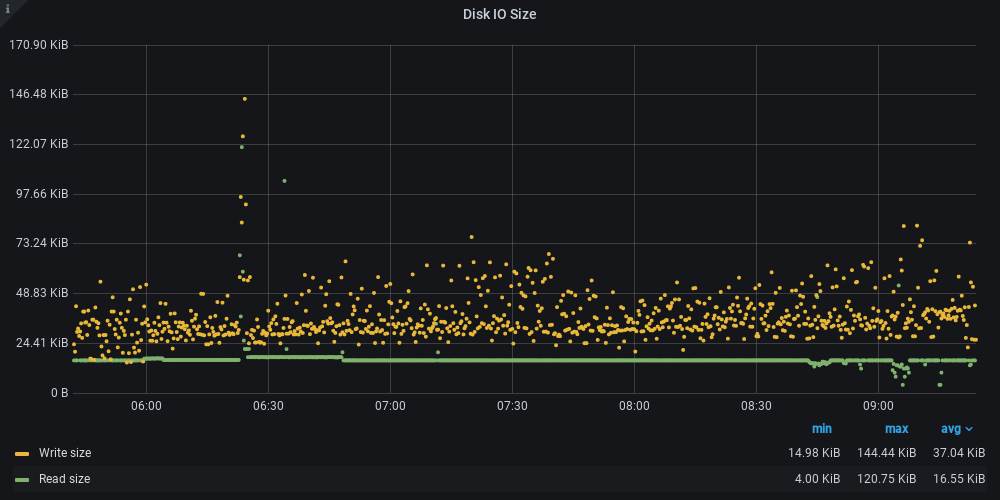 i
Disk IO Size
170.90 KiB
146.48 KiB
122.07 KiB
97.66 KiB
73.24 KiB
48.83 KiB
24.41 KiB
0 B
06:00 06:30 07:00 07:30 08:00 08:30 09:00
min max avg
Write size 14.98 KiB 144.44 KiB 37.04 KiB
Read size 4.00 KiB 120.75 KiB 16.55 KiB